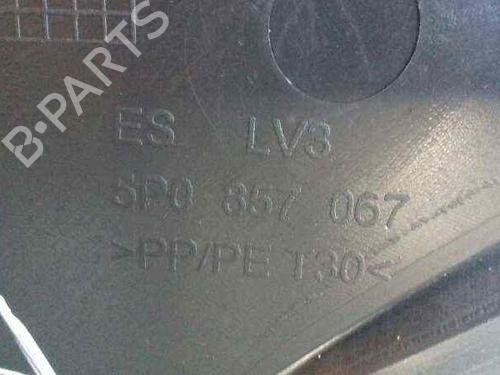 B-PARTS
ES LV3
5P0 857 067
>PP/PE T30<